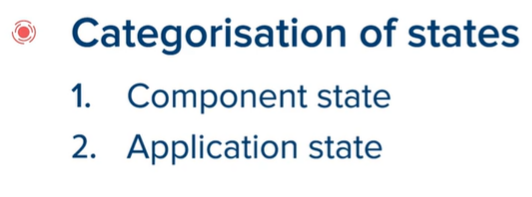 Categorisation of states
1. Component state
2. Application state